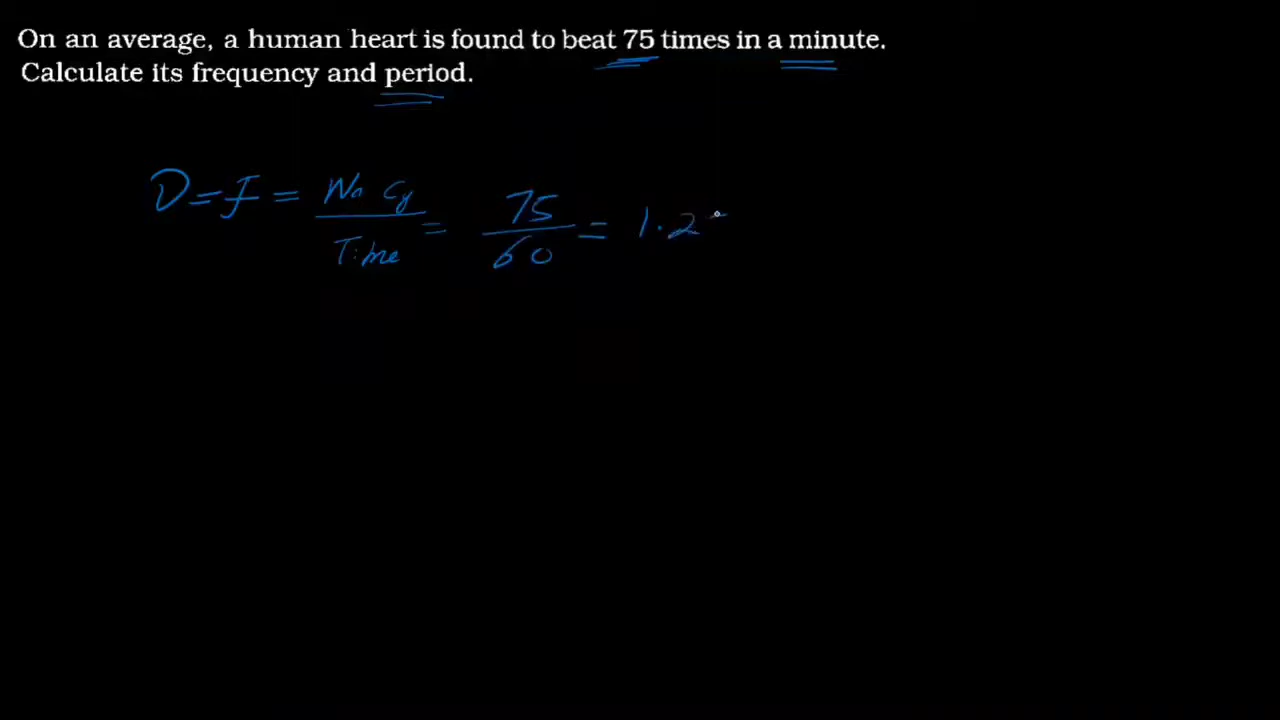 On an average, a human heart is found to beat 75 times in a minute.
Calculate its frequency and period.
ν = f = No Cy / Time = 75 / 60 = 1.2